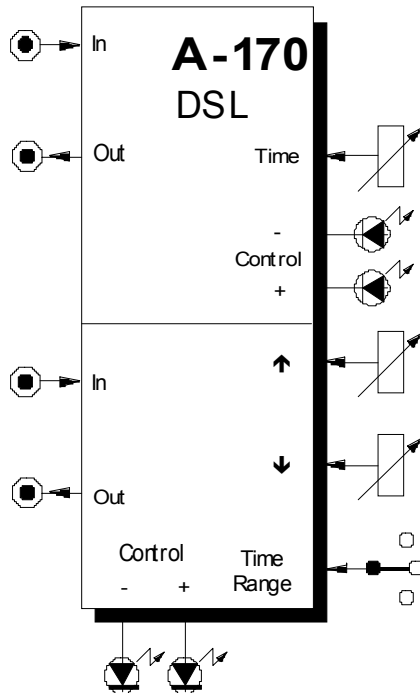 In
A-170
DSL
Out
Time
-
Control
+
In
↑
↓
Out
Control
- +
Time
Range